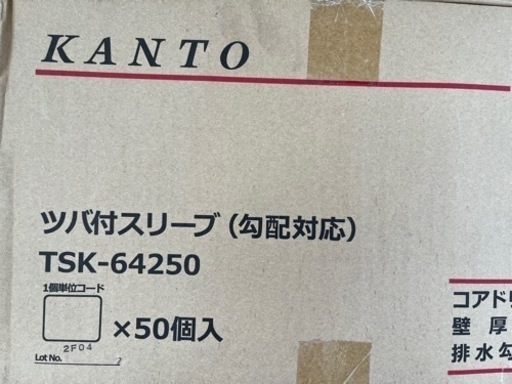 KANTO
ツバ付スリーブ（勾配対応）
TSK-64250
1個単位コード
×50個入
2F04
Lot No.
コアド
壁厚
排水勾